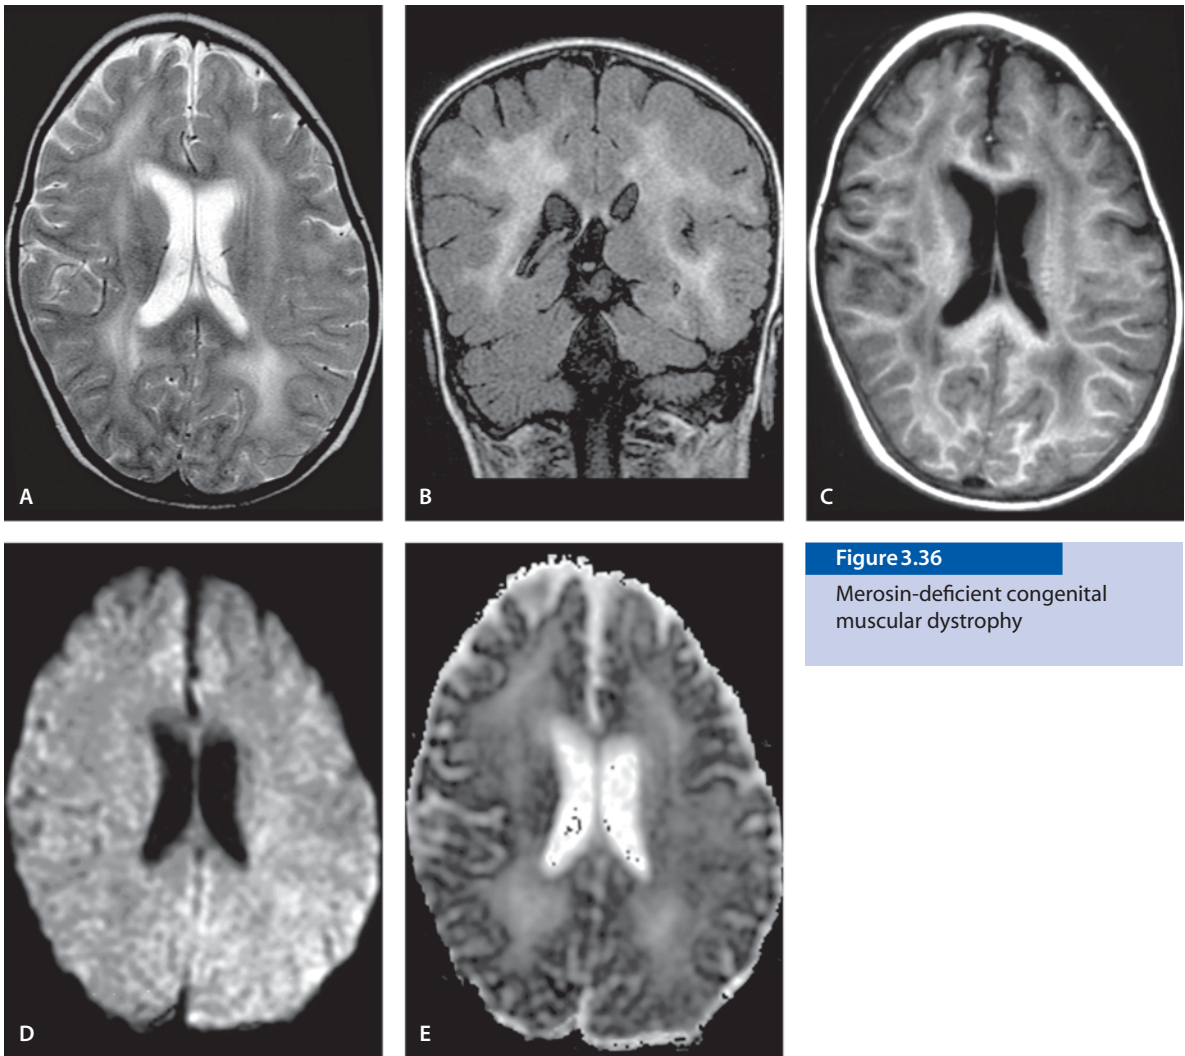 A
B
C
D
E
Figure 3.36
Merosin-deficient congenital
muscular dystrophy